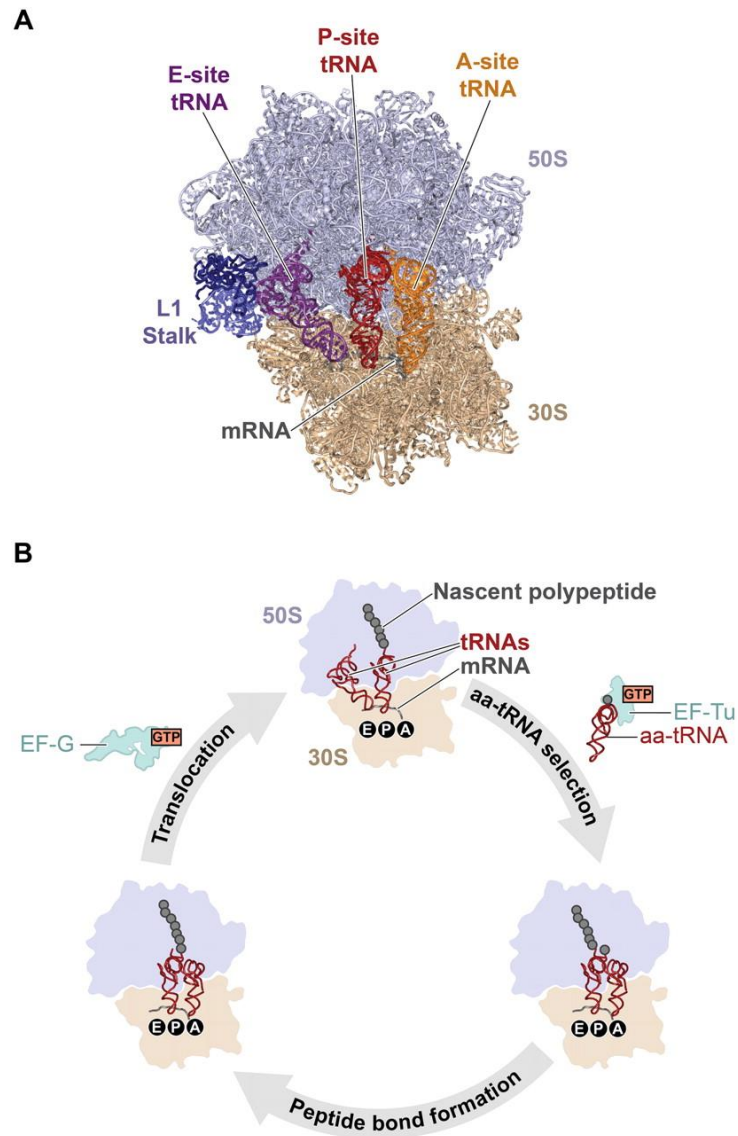 A
E-site
tRNA
P-site
tRNA
A-site
tRNA
50S
L1
Stalk
mRNA
30S
B
50S
Nascent polypeptide
tRNAs
mRNA
E P A
30S
EF-G
GTP
Translocation
aa-tRNA selection
GTP
EF-Tu
aa-tRNA
E P A
E P A
Peptide bond formation